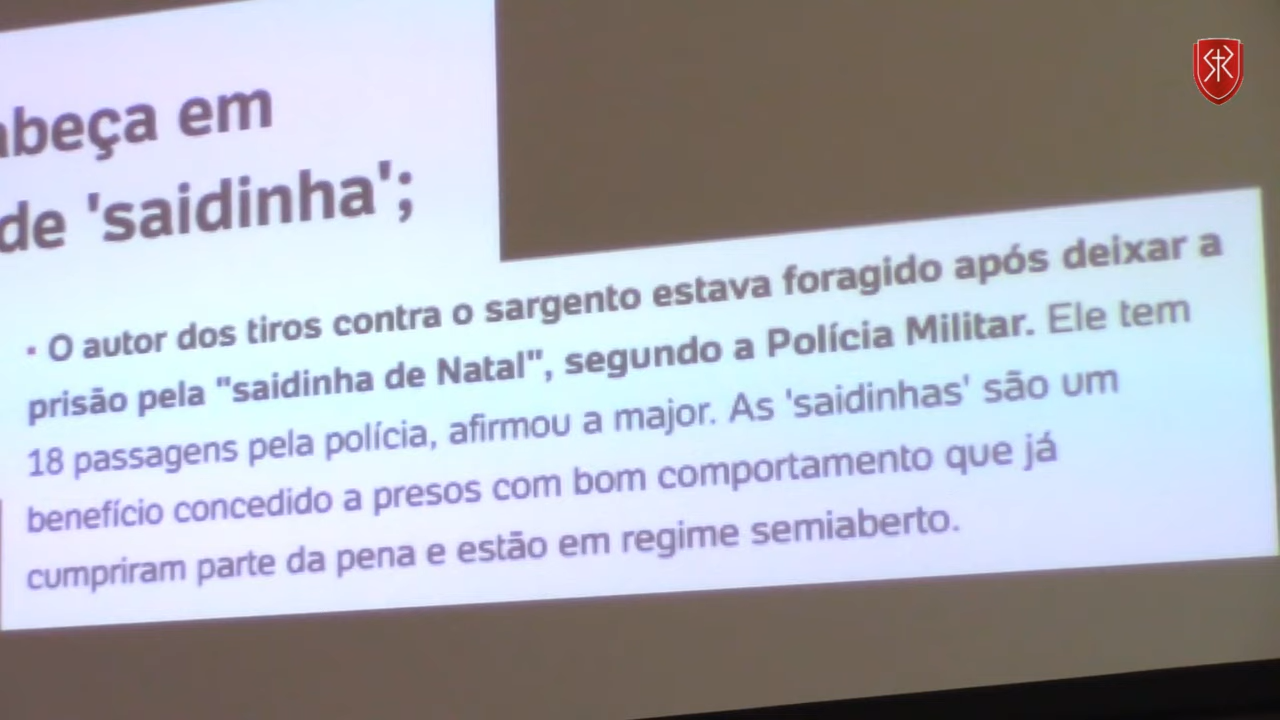 em
de 'saidinha';
• O autor dos tiros contra o sargento estava foragido após deixar a
prisão pela "saidinha de Natal", segundo a Polícia Militar. Ele tem
18 passagens pela polícia, afirmou a major. As 'saidinhas' são um
benefício concedido a presos com bom comportamento que já
cumpriram parte da pena e estão em regime semiaberto.